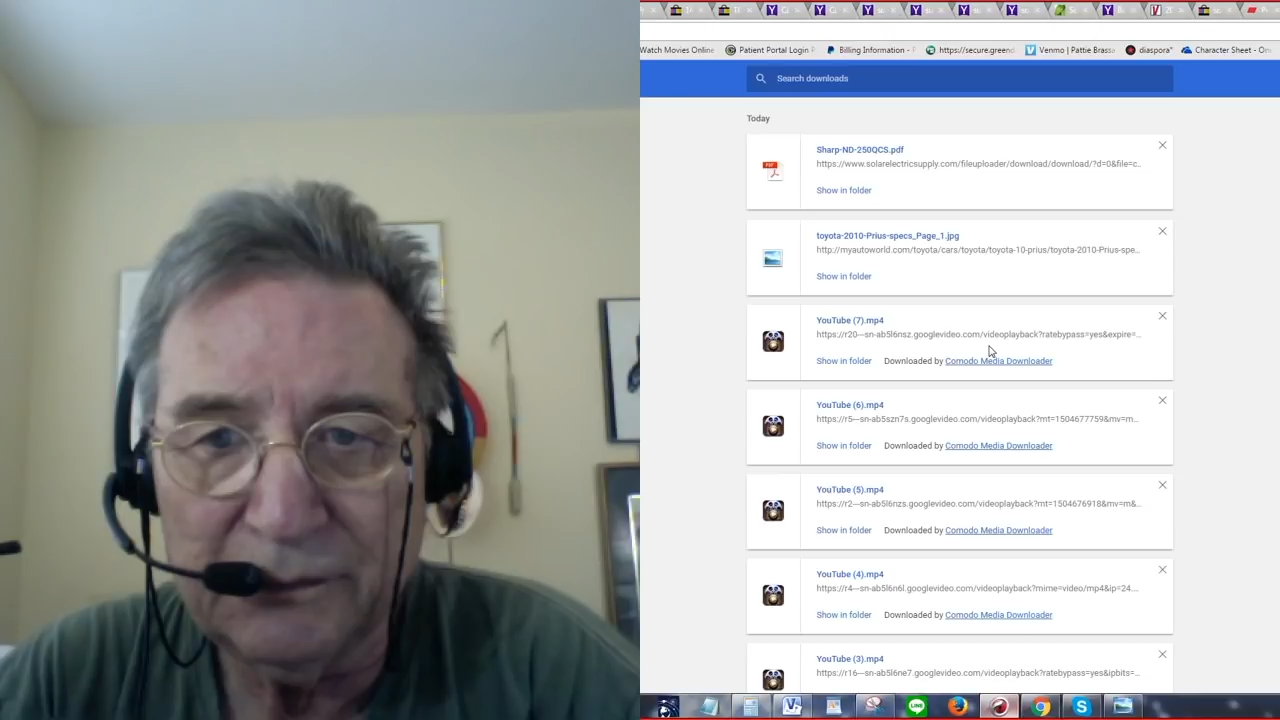 Watch Movies Online
Patient Portal Login
Billing Information -
https://secure.greend
Venmo | Pattie Brassa
diaspora*
Character Sheet - On
Search downloads
Today
Sharp-ND-250QCS.pdf
https://www.solarelectricsupply.com/fileuploader/download/download/?d=0&file=c..
Show in folder
toyota-2010-Prius-specs_Page_1.jpg
http://myautoworld.com/toyota/cars/toyota/toyota-10-prius/toyota-2010-Prius-spe...
Show in folder
YouTube (7).mp4
https://r20---sn-ab5l6nsz.googlevideo.com/videoplayback?ratebypass=yes&expire=...
Show in folder Downloaded by Comodo Media Downloader
YouTube (6).mp4
https://r5---sn-ab5szn7s.googlevideo.com/videoplayback?mt=1504677759&mv=m...
Show in folder Downloaded by Comodo Media Downloader
YouTube (5).mp4
https://r2---sn-ab5l6nzs.googlevideo.com/videoplayback?mt=1504676918&mv=m&...
Show in folder Downloaded by Comodo Media Downloader
YouTube (4).mp4
https://r4---sn-ab5l6n6l.googlevideo.com/videoplayback?mime=video/mp4&ip=24....
Show in folder Downloaded by Comodo Media Downloader
YouTube (3).mp4
https://r16---sn-ab5l6ne7.googlevideo.com/videoplayback?ratebypass=yes&ipbits=...